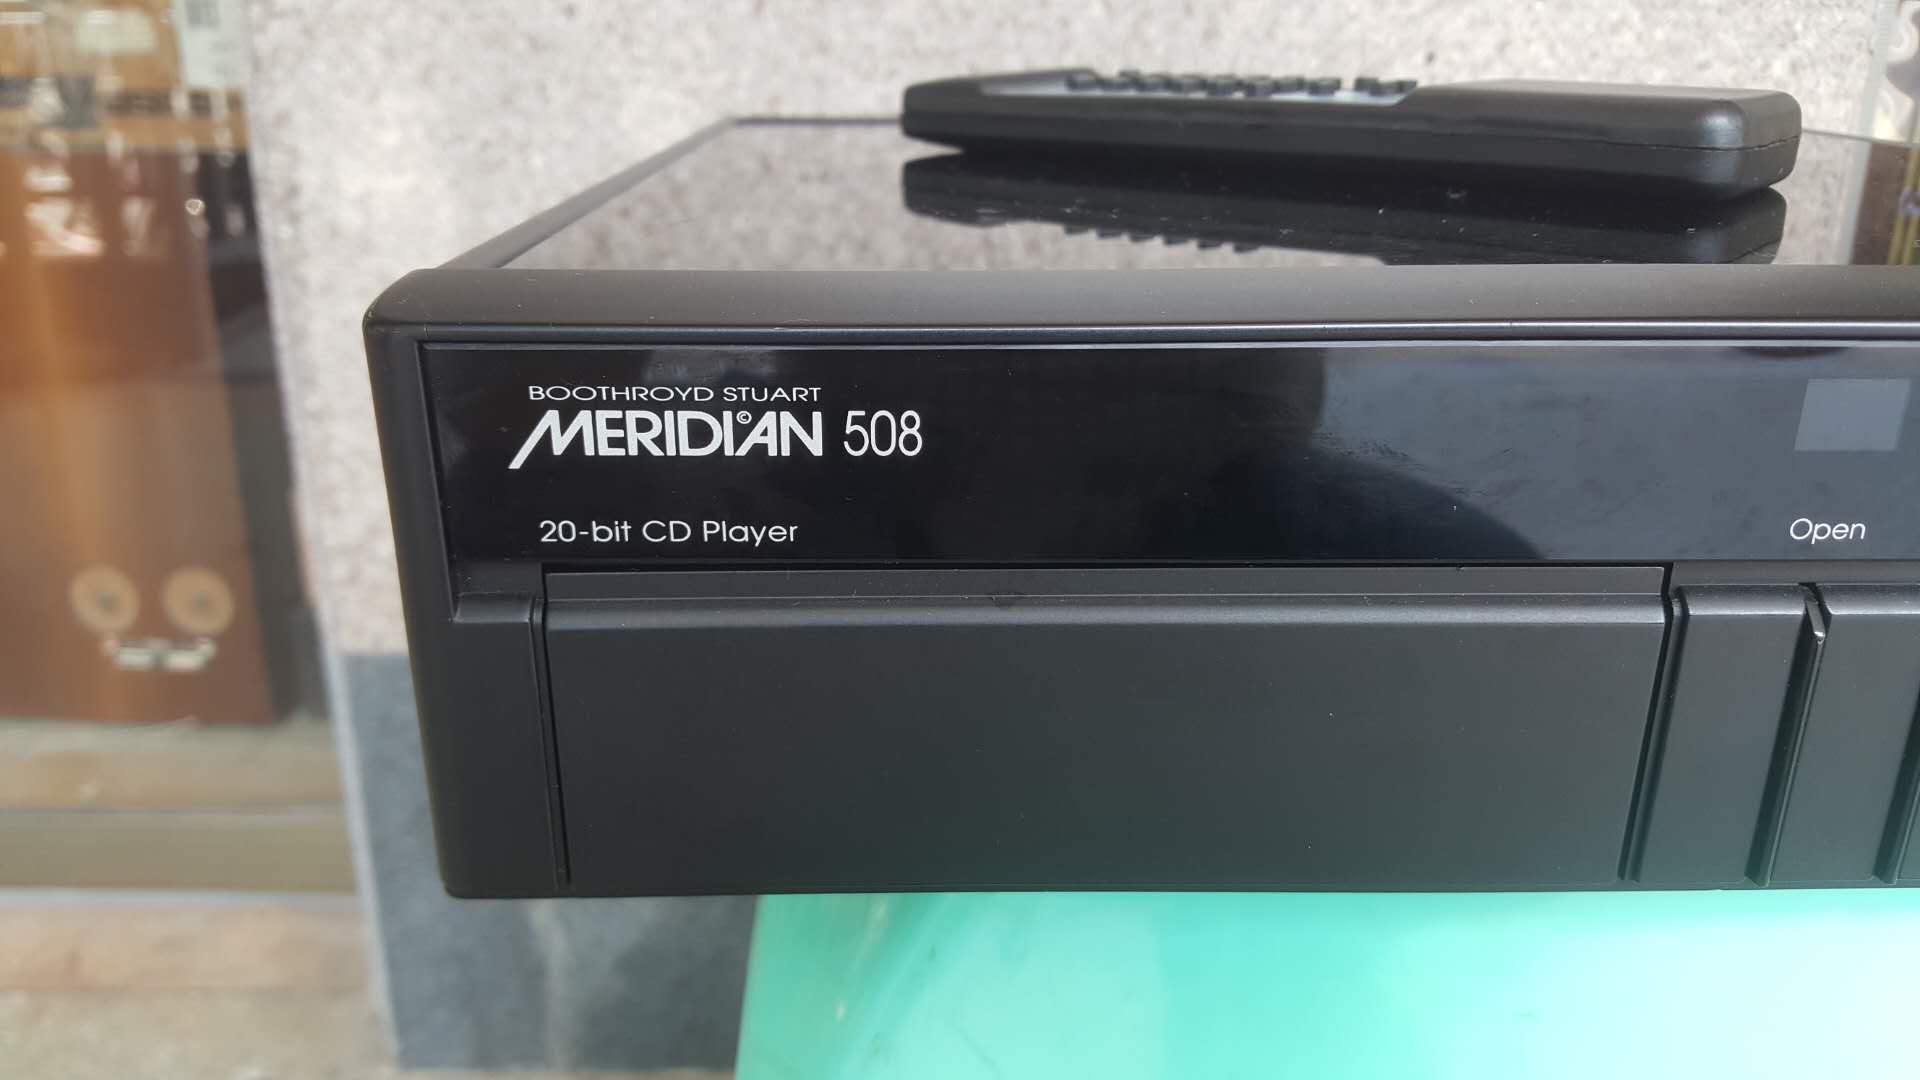 BOOTHROYD STUART
MERIDIAN© 508
20-bit CD Player
Open